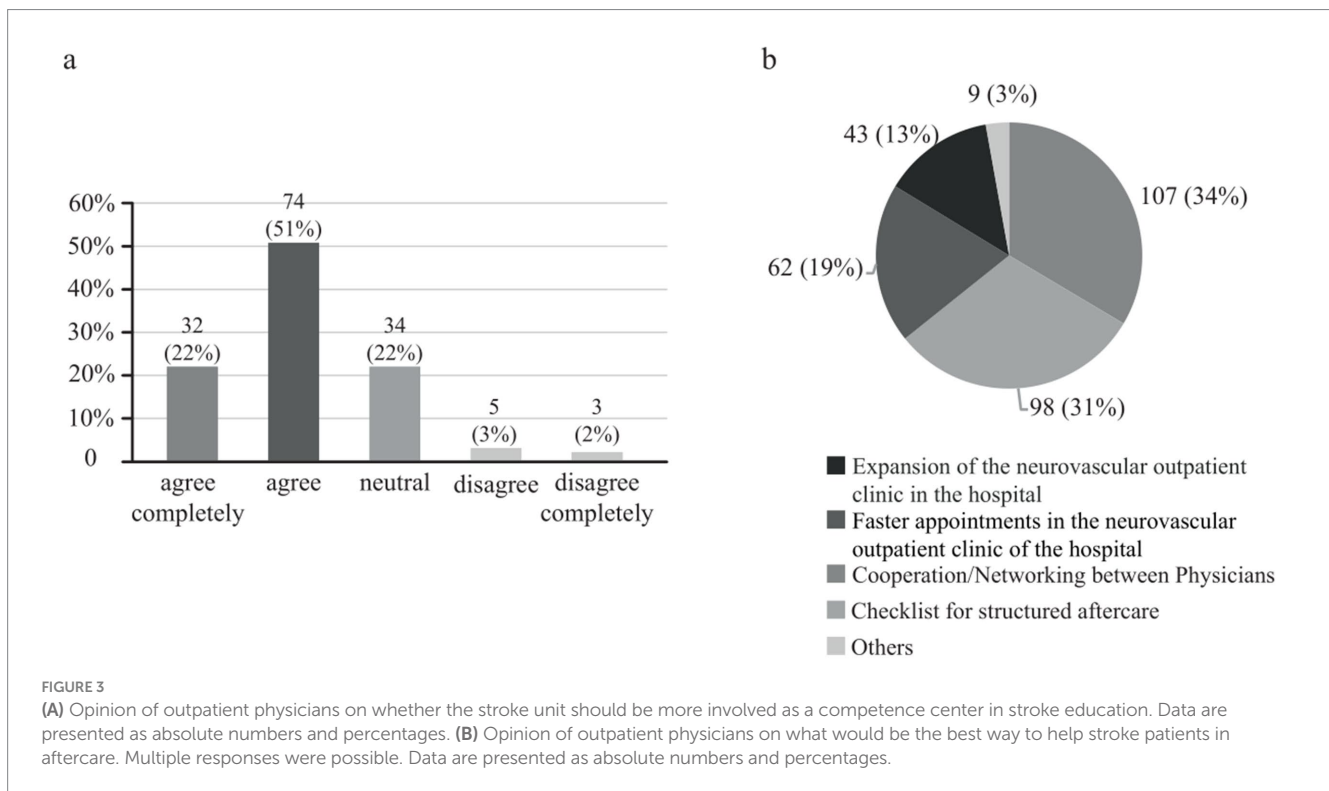 a
60%
50%
40%
30%
20%
10%
0
32
(22%)
74
(51%)
34
(22%)
5
(3%)
3
(2%)
agree
completely
agree
neutral
disagree
disagree
completely
b
9 (3%)
43 (13%)
107 (34%)
62 (19%)
98 (31%)
Expansion of the neurovascular outpatient
clinic in the hospital
Faster appointments in the neurovascular
outpatient clinic of the hospital
Cooperation/Networking between Physicians
Checklist for structured aftercare
Others
FIGURE 3
(A) Opinion of outpatient physicians on whether the stroke unit should be more involved as a competence center in stroke education. Data are
presented as absolute numbers and percentages. (B) Opinion of outpatient physicians on what would be the best way to help stroke patients in
aftercare. Multiple responses were possible. Data are presented as absolute numbers and percentages.